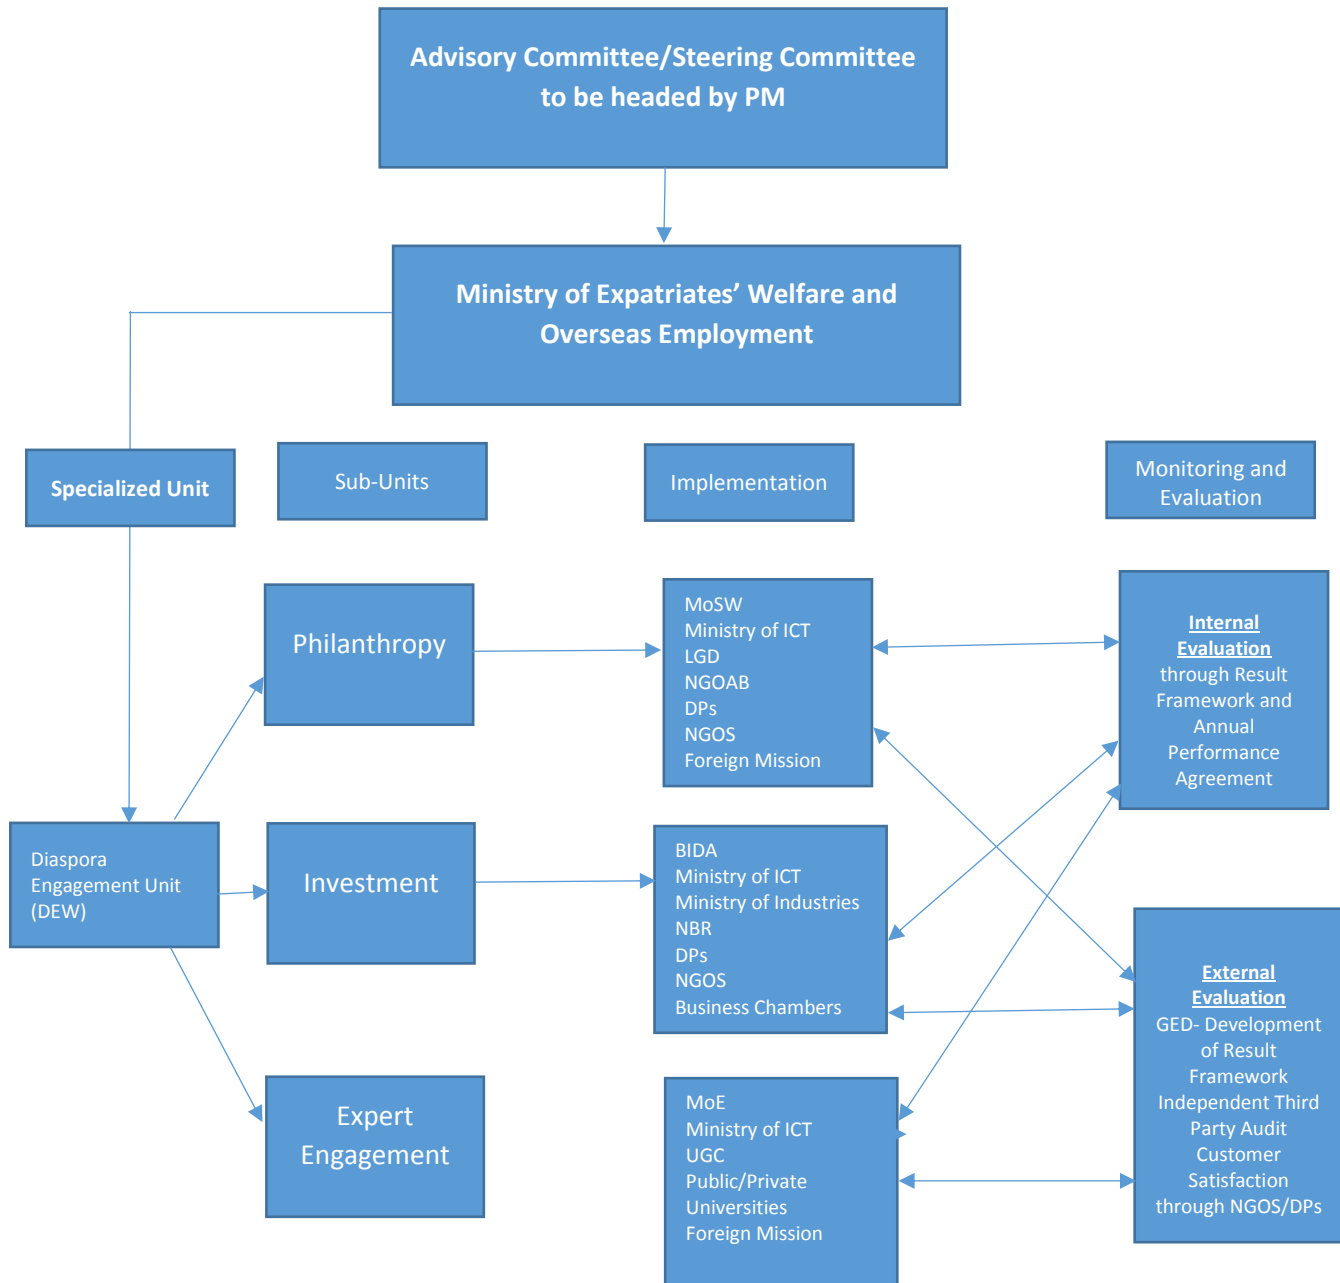 Advisory Committee/Steering Committee
to be headed by PM
Ministry of Expatriates’ Welfare and
Overseas Employment
Specialized Unit
Sub-Units
Implementation
Monitoring and
Evaluation
Philanthropy
MoSW
Ministry of ICT
LGD
NGOAB
DPs
NGOS
Foreign Mission
Internal
Evaluation
through Result
Framework and
Annual
Performance
Agreement
Diaspora
Engagement Unit
(DEW)
Investment
BIDA
Ministry of ICT
Ministry of Industries
NBR
DPs
NGOS
Business Chambers
External
Evaluation
GED- Development
of Result
Framework
Independent Third
Party Audit
Customer
Satisfaction
through NGOS/DPs
Expert
Engagement
MoE
Ministry of ICT
UGC
Public/Private
Universities
Foreign Mission